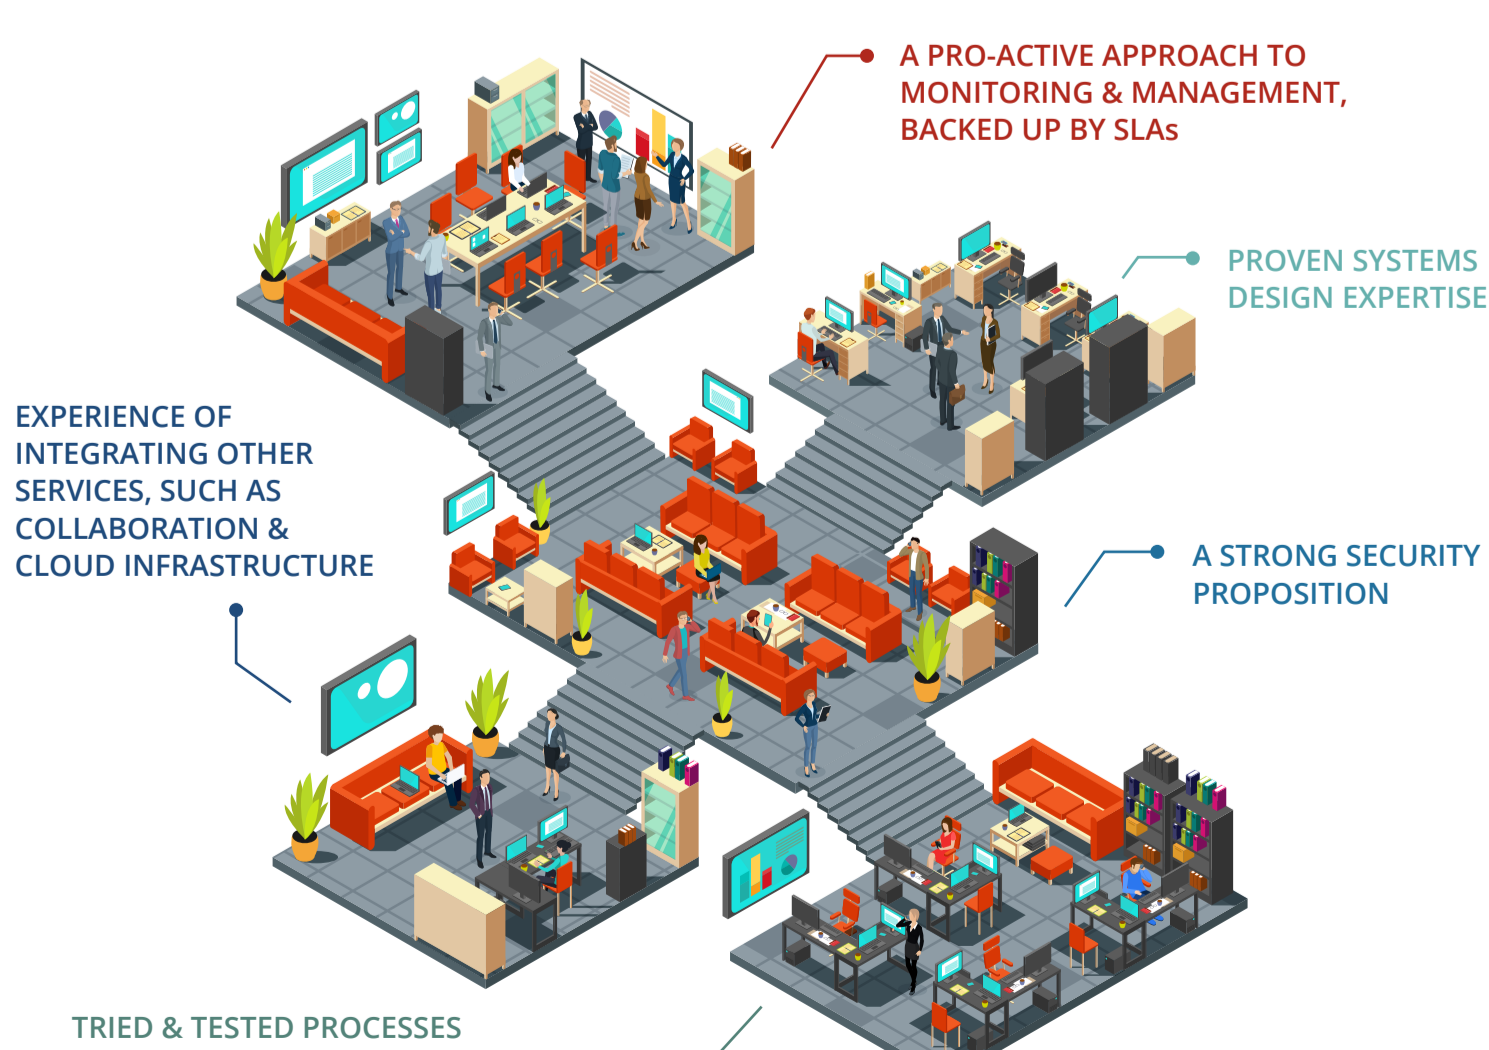 A PRO-ACTIVE APPROACH TO
MONITORING & MANAGEMENT,
BACKED UP BY SLAs
PROVEN SYSTEMS
DESIGN EXPERTISE
EXPERIENCE OF
INTEGRATING OTHER
SERVICES, SUCH AS
COLLABORATION &
CLOUD INFRASTRUCTURE
A STRONG SECURITY
PROPOSITION
TRIED & TESTED PROCESSES